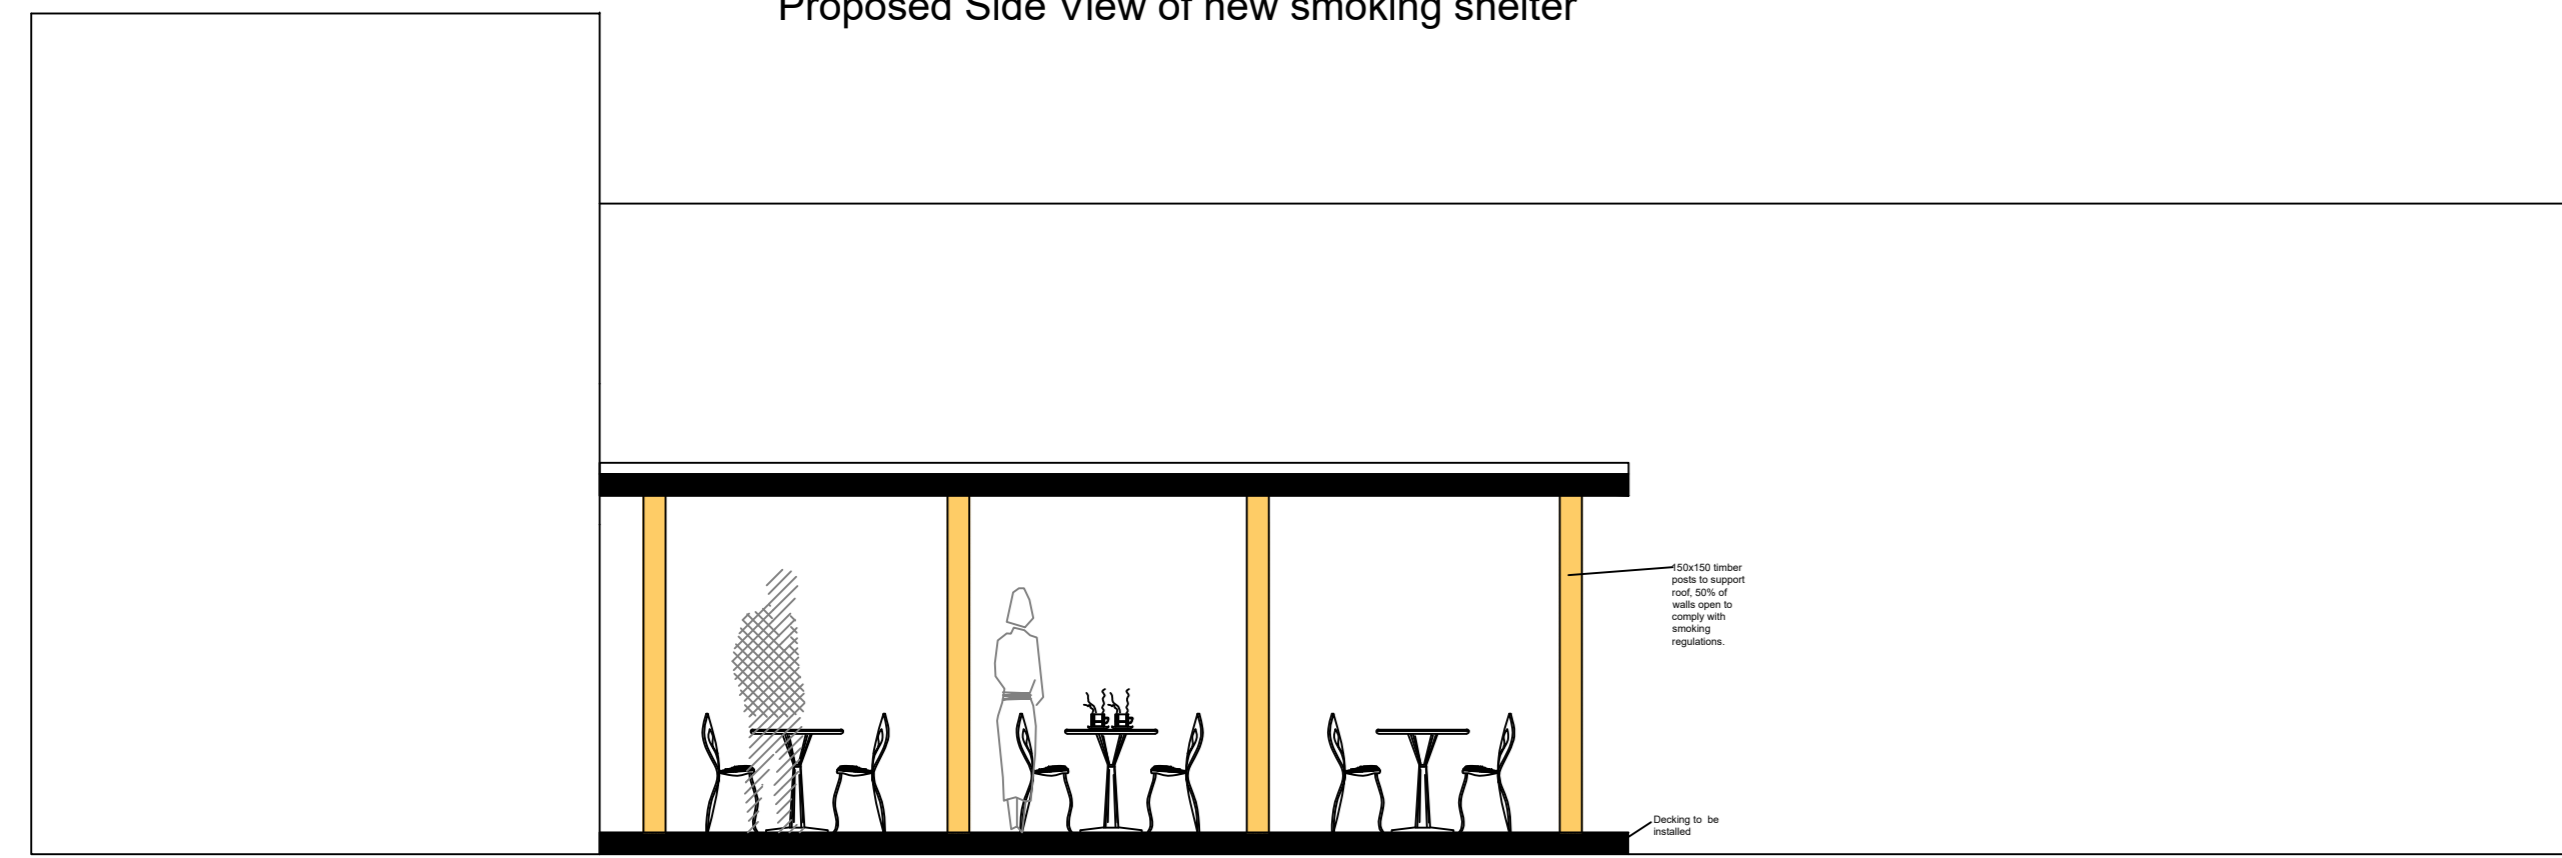 Proposed Side View of new smoking shelter
150x150 timber
posts to support
roof, 50% of
walls open to
comply with
smoking
regulations.
Decking to be
installed